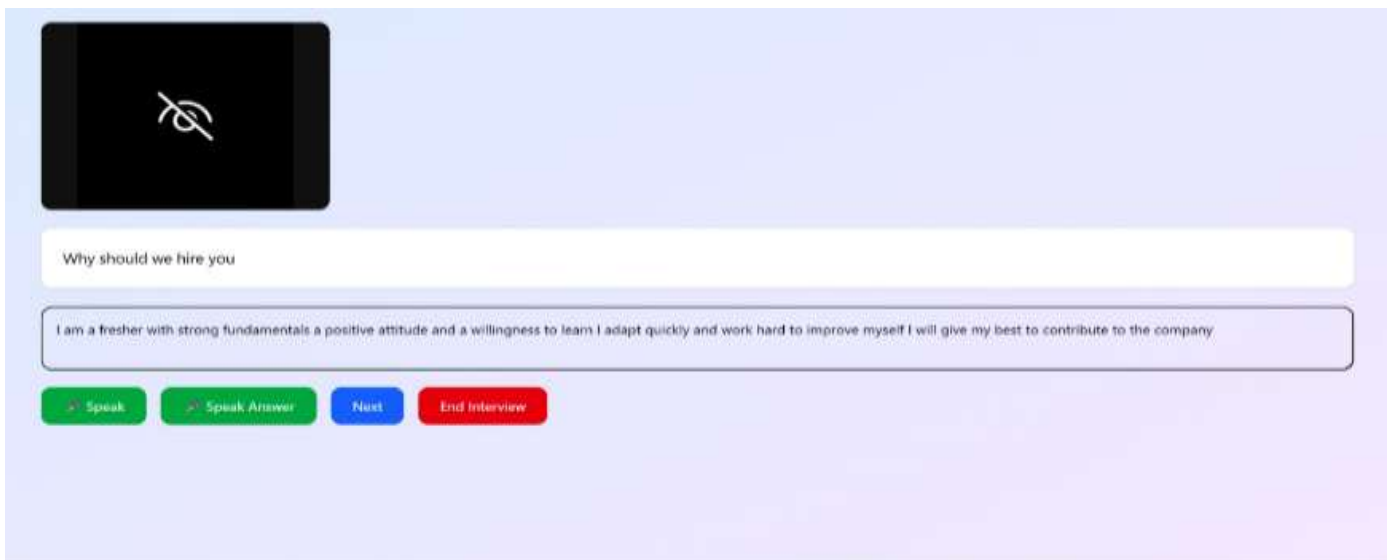 Why should we hire you
I am a fresher with strong fundamentals a positive attitude and a willingness to learn I adapt quickly and work hard to improve myself I will give my best to contribute to the company
Speak
Speak Answer
Next
End Interview